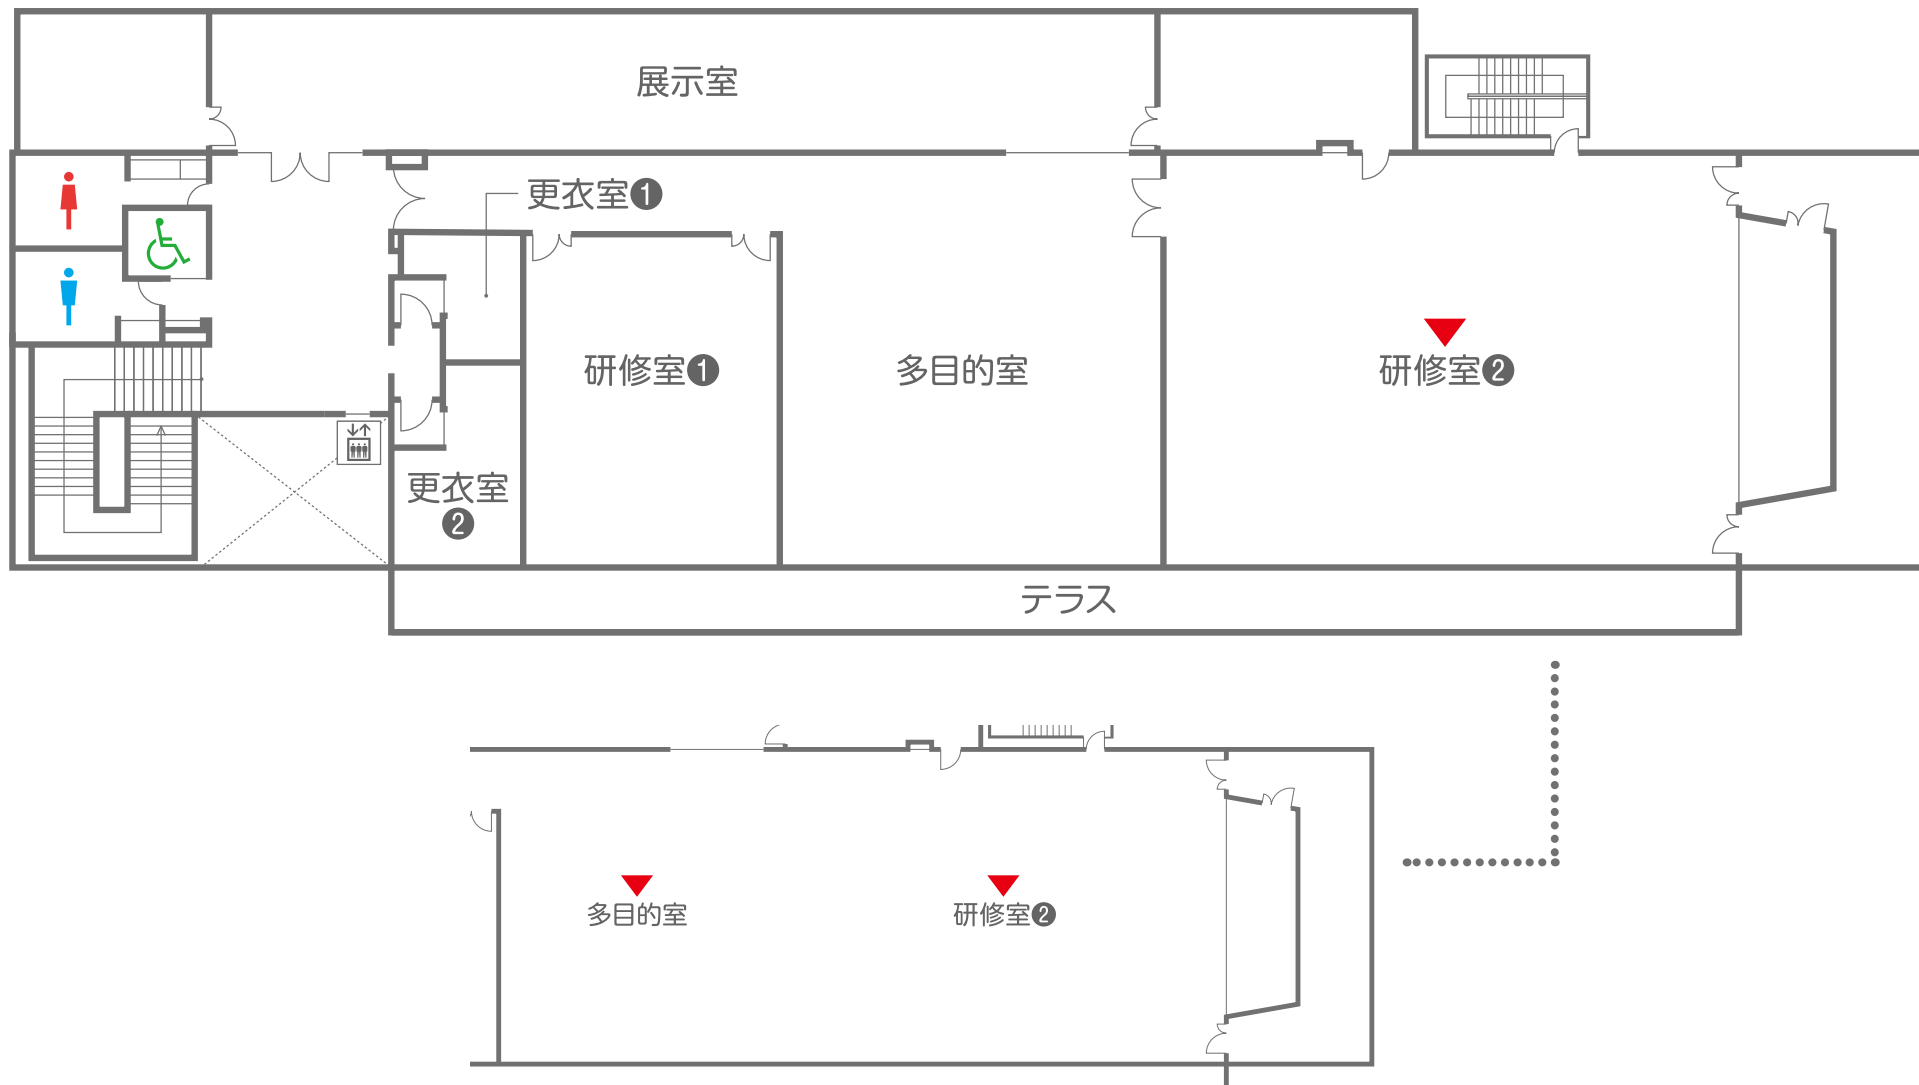 展示室
更衣室❶
研修室❶
多目的室
研修室❷
更衣室
❷
テラス
多目的室
研修室❷